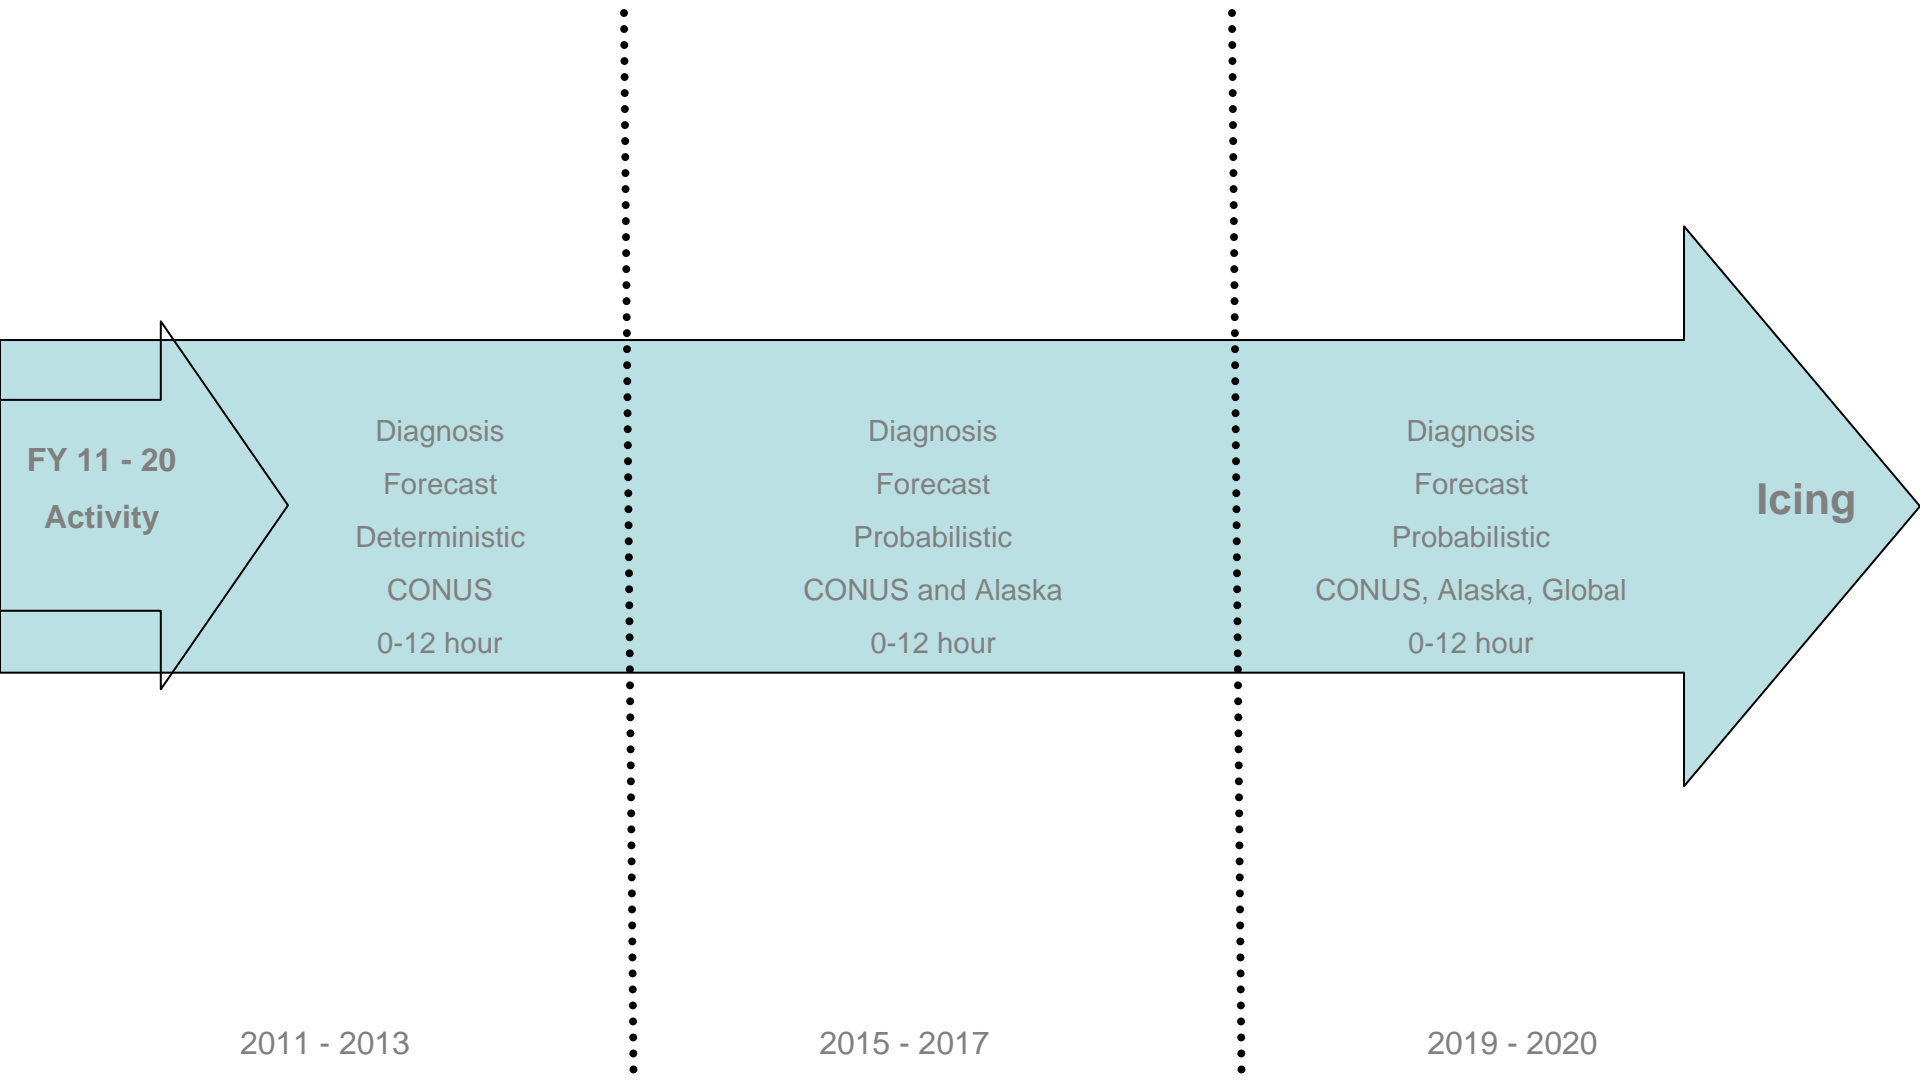 FY 11 - 20
Activity
Diagnosis
Forecast
Deterministic
CONUS
0-12 hour
Diagnosis
Forecast
Probabilistic
CONUS and Alaska
0-12 hour
Diagnosis
Forecast
Probabilistic
CONUS, Alaska, Global
0-12 hour
Icing
2011 - 2013
2015 - 2017
2019 - 2020